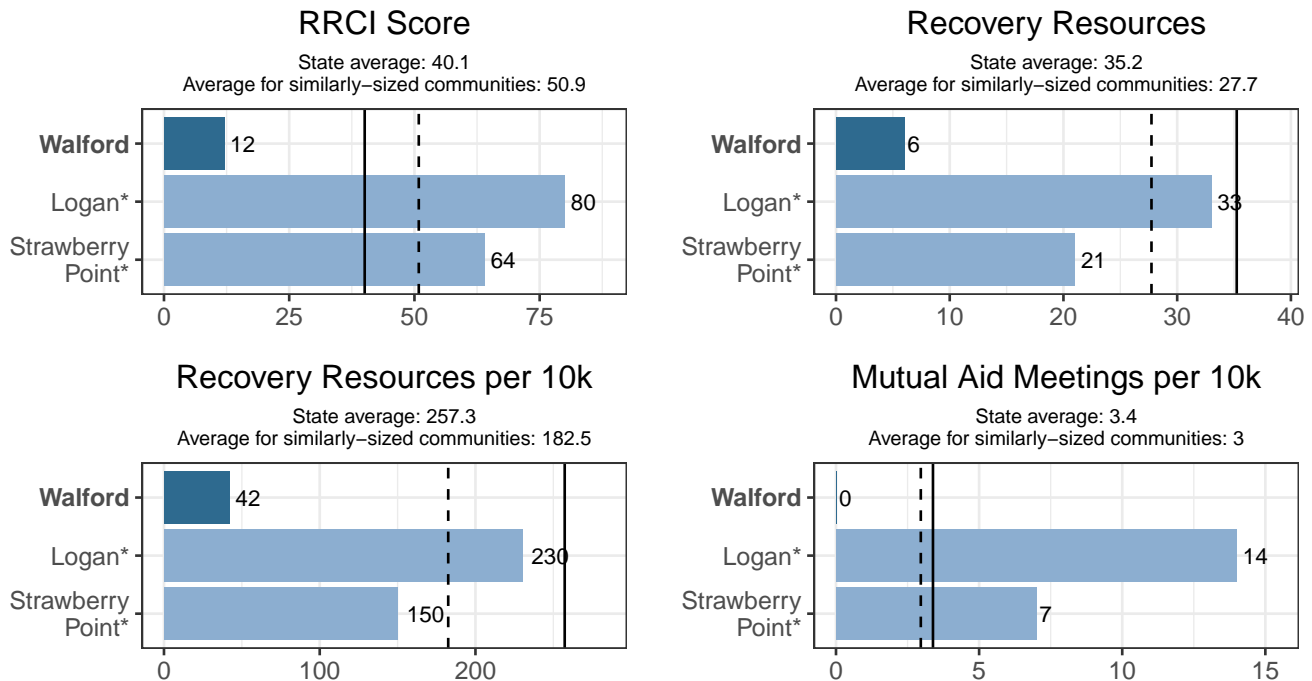 RRCI Score
State average: 40.1
Average for similarly−sized communities: 50.9
Walford
12
Logan*
80
Strawberry
Point*
64
0 25 50 75
Recovery Resources
State average: 35.2
Average for similarly−sized communities: 27.7
Walford
6
Logan*
33
Strawberry
Point*
21
0 10 20 30 40
Recovery Resources per 10k
State average: 257.3
Average for similarly−sized communities: 182.5
Walford
42
Logan*
230
Strawberry
Point*
150
0 100 200
Mutual Aid Meetings per 10k
State average: 3.4
Average for similarly−sized communities: 3
Walford
0
Logan*
14
Strawberry
Point*
7
0 5 10 15